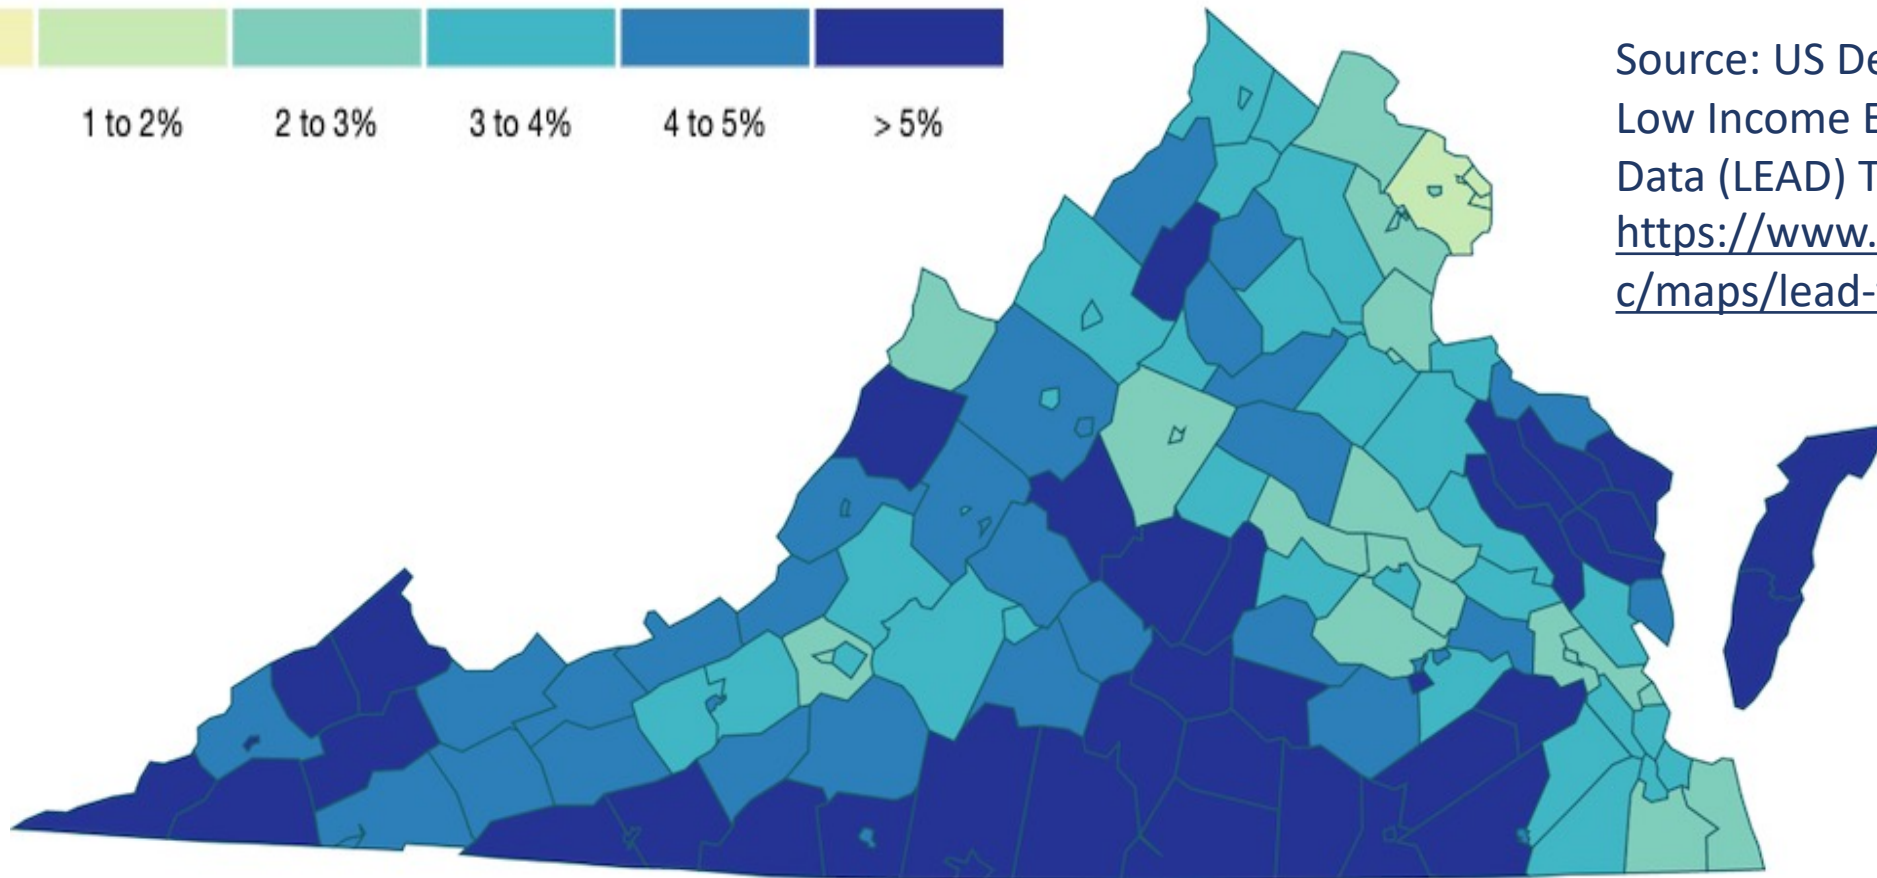 1 to 2% 2 to 3% 3 to 4% 4 to 5% > 5%
Source: US
Low Income
Data (LEAD)
https://www.
c/maps/lead-